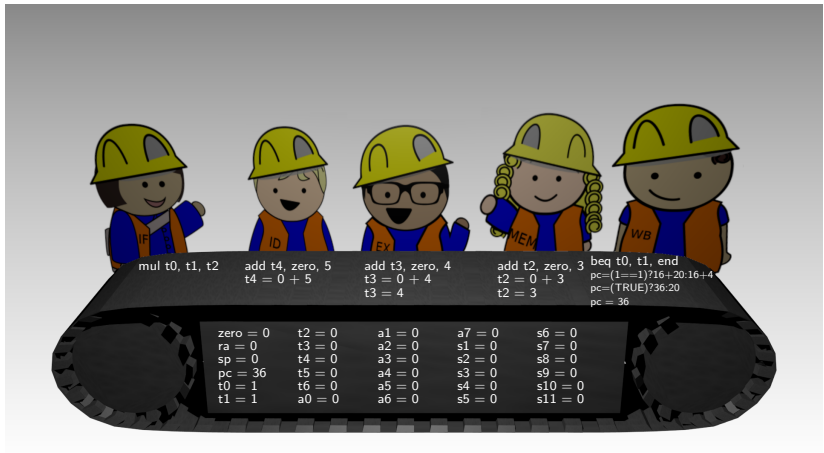 IF
ID
EX
MEM
WB
mul t0, t1, t2
add t4, zero, 5
t4 = 0 + 5
add t3, zero, 4
t3 = 0 + 4
t3 = 4
add t2, zero, 3
t2 = 0 + 3
t2 = 3
beq t0, t1, end
pc=(1==1)?16+20:16+4
pc=(TRUE)?36:20
pc = 36
zero = 0
ra = 0
sp = 0
pc = 36
t0 = 1
t1 = 1
t2 = 0
t3 = 0
t4 = 0
t5 = 0
t6 = 0
a0 = 0
a1 = 0
a2 = 0
a3 = 0
a4 = 0
a5 = 0
a6 = 0
a7 = 0
s1 = 0
s2 = 0
s3 = 0
s4 = 0
s5 = 0
s6 = 0
s7 = 0
s8 = 0
s9 = 0
s10 = 0
s11 = 0